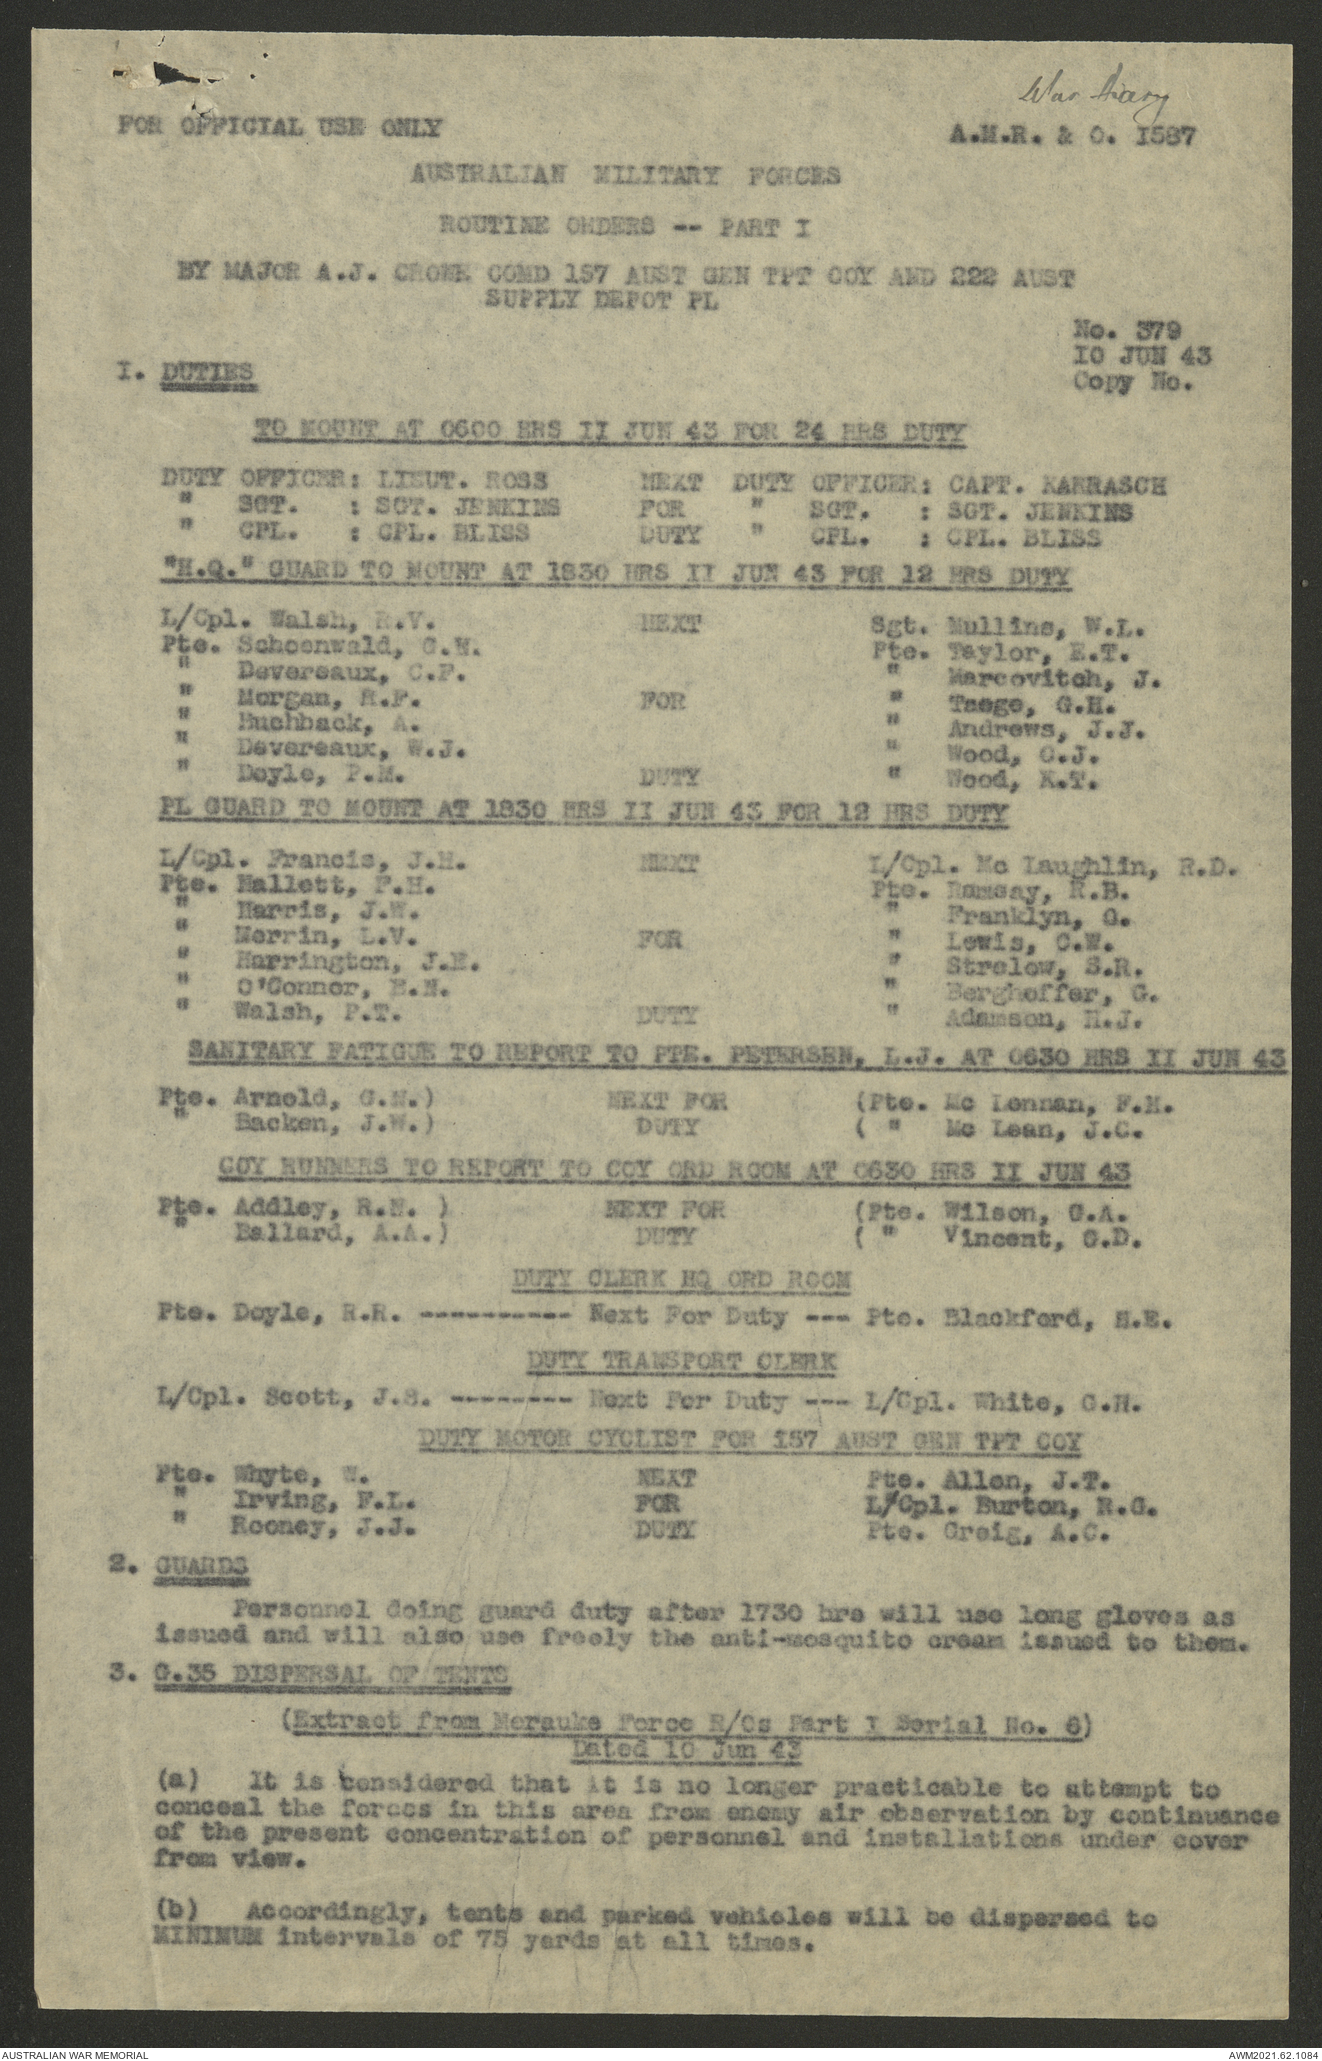 War Diary
FOR OFFICIAL USE ONLY A.M.R. & O. I587
AUSTRALIAN MILITARY FORCES
ROUTINE ORDERS -- PART I
BY MAJOR A.J. CRONK COMD 157 AUST GEN TPT COY AND 222 AUST
SUPPLY DEPOT PL
No. 379
IO JUN 43
Copy No.
I. DUTIES
TO MOUNT AT 0600 HRS II JUN 43 FOR 24 HRS DUTY
DUTY OFFICER: LIEUT. ROSS NEXT DUTY OFFICER: CAPT. KARRASCH
" SGT. : SGT. JENKINS FOR " SGT. : SGT. JENKINS
" CPL. : CPL. BLISS DUTY " CPL. : CPL. BLISS
"H.Q." GUARD TO MOUNT AT 1830 HRS II JUN 43 FOR 12 HRS DUTY
L/Cpl. Walsh, R.V. NEXT Sgt. Mullins, W.L.
Pte. Schoenwald, G.W. Pte. Taylor, E.T.
" Devereaux, C.F. " Marcovitch, J.
" Morgan, H.F. FOR " Taege, G.H.
" Huchback, A. " Andrews, J.J.
" Devereaux, W.J. " Wood, C.J.
" Doyle, P.M. DUTY " Wood, K.T.
PL GUARD TO MOUNT AT 1830 HRS II JUN 43 FOR 12 HRS DUTY
L/Cpl. Francis, J.H. NEXT L/Cpl. Mc Laughlin, R.D.
Pte. Hallett, F.H. Pte. Ramsay, R.B.
" Harris, J.W. " Franklyn, G.
" Merrin, L.V. FOR " Lewis, C.W.
" Harrington, J.E. " Strelow, S.R.
" O'Connor, E.N. " Berghoffer, G.
" Walsh, P.T. DUTY " Adamson, H.J.
SANITARY FATIGUE TO REPORT TO PTE. PETERSEN, L.J. AT 0630 HRS II JUN 43
Pte. Arnold, G.N.) NEXT FOR (Pte. Mc Lennan, F.M.
" Backen, J.W.) DUTY ( " Mc Lean, J.C.
COY RUNNERS TO REPORT TO COY ORD ROOM AT 0630 HRS II JUN 43
Pte. Addley, R.N. ) NEXT FOR (Pte. Wilson, G.A.
" Ballard, A.A.) DUTY ( " Vincent, G.D.
DUTY CLERK HQ ORD ROOM
Pte. Doyle, R.R. ---------- Next For Duty --- Pte. Blackford, H.E.
DUTY TRANSPORT CLERK
L/Cpl. Scott, J.S. -------- Next For Duty --- L/Cpl. White, G.H.
DUTY MOTOR CYCLIST FOR 157 AUST GEN TPT COY
Pte. Whyte, W. NEXT Pte. Allen, J.T.
" Irving, F.L. FOR L/Cpl. Burton, R.G.
" Rooney, J.J. DUTY Pte. Greig, A.C.
2. GUARDS
Personnel doing guard duty after 1730 hrs will use long gloves as
issued and will also use freely the anti-mosquito cream issued to them.
3. G.35 DISPERSAL OF TENTS
(Extract from Merauke Force R/Os Part I Serial No. 6)
Dated 10 Jun 43
(a) It is considered that it is no longer practicable to attempt to
conceal the forces in this area from enemy air observation by continuance
of the present concentration of personnel and installations under cover
from view.
(b) Accordingly, tents and parked vehicles will be dispersed to
MINIMUM intervals of 75 yards at all times.
AUSTRALIAN WAR MEMORIAL AWM2021.62.1084